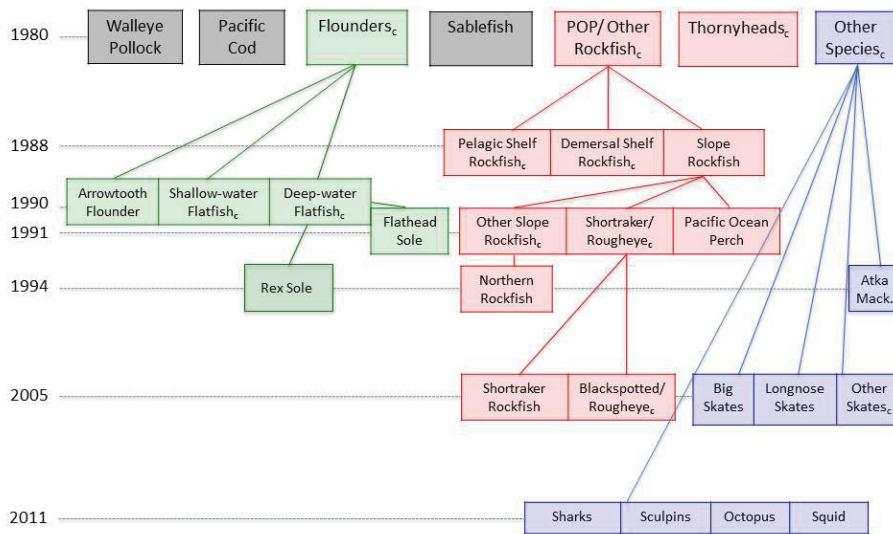 1980
Walleye
Pollock
Pacific
Cod
Flounders c
Sablefish
POP/ Other
Rockfish c
Thornyheads c
Other
Species c
1988
Pelagic Shelf
Rockfish c
Demersal Shelf
Rockfish c
Slope
Rockfish
1990
Arrowtooth
Flounder
Shallow-water
Flatfish c
Deep-water
Flatfish c
1991
Flathead
Sole
Other Slope
Rockfish c
Shortraker/
Rougheye c
Pacific Ocean
Perch
1994
Rex Sole
Northern
Rockfish
Atka
Mack.
2005
Shortraker
Rockfish
Blackspotted/
Rougheye c
Big
Skates
Longnose
Skates
Other
Skates c
2011
Sharks
Sculpins
Octopus
Squid